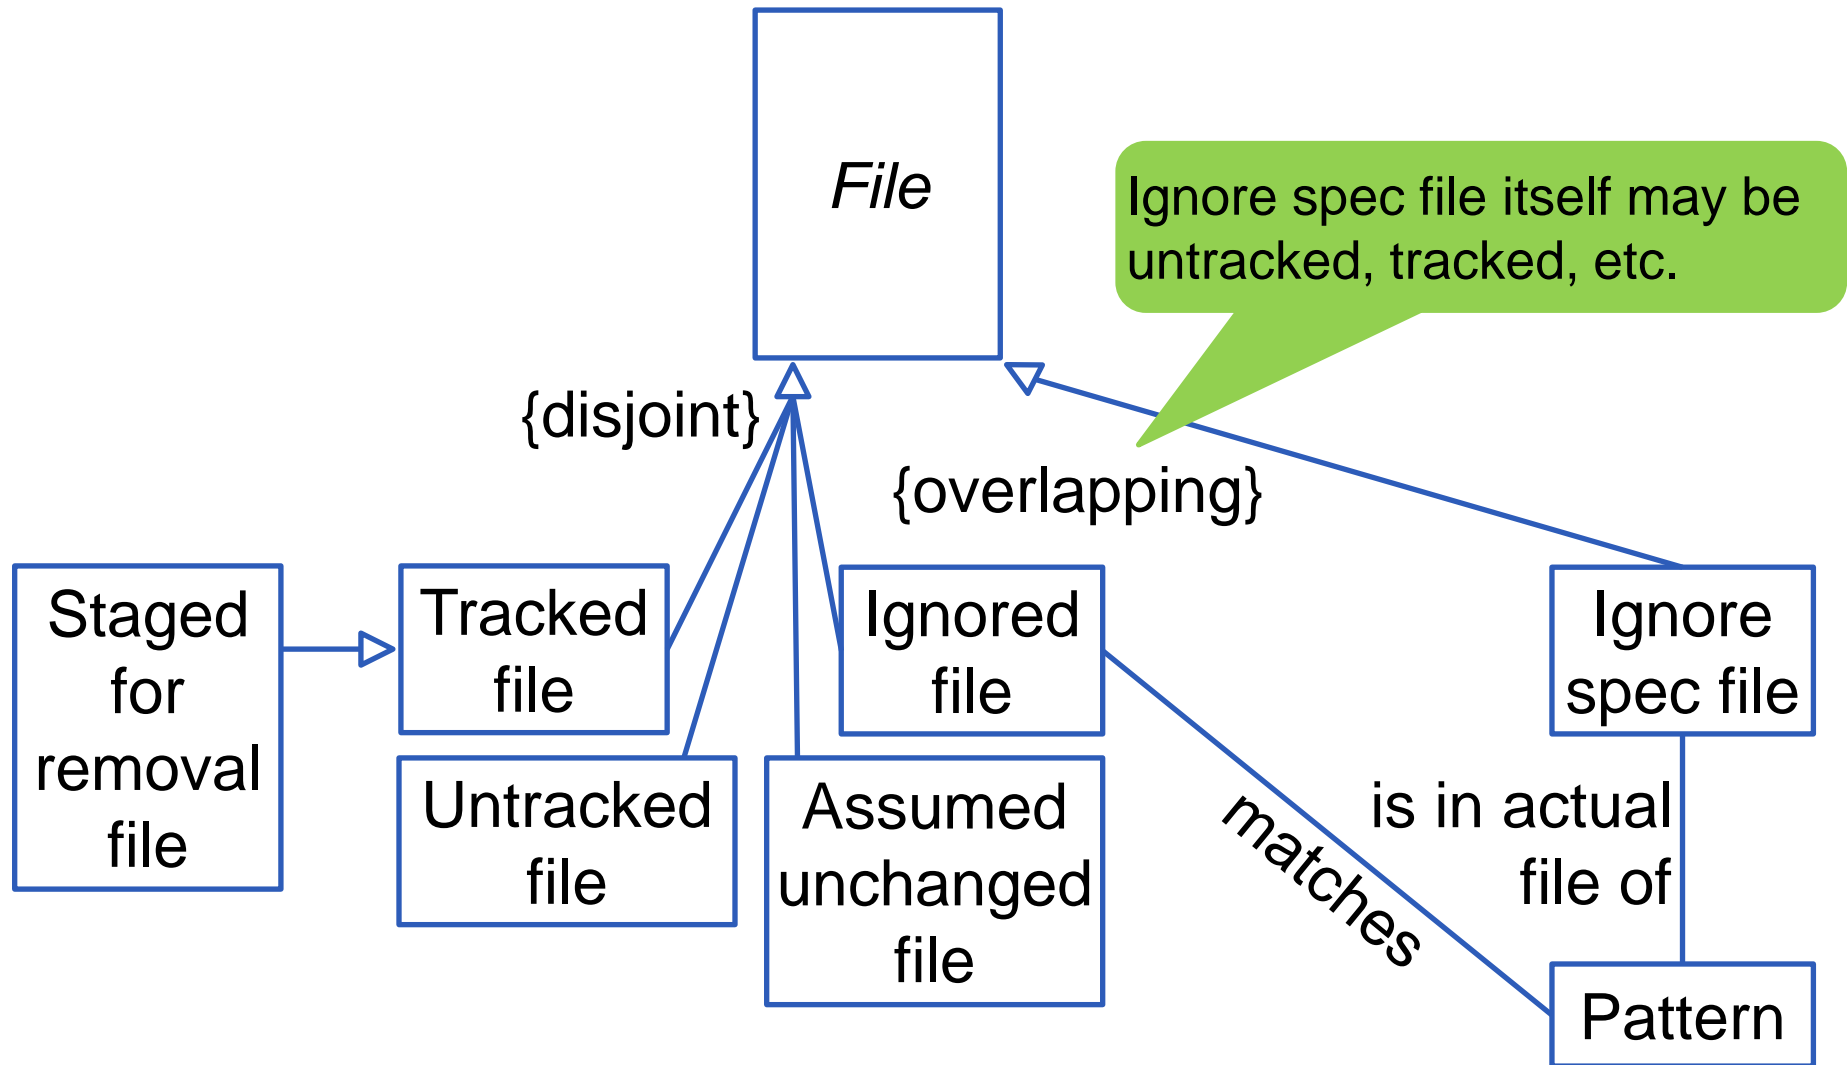 File
Ignore spec file itself may be
untracked, tracked, etc.
{disjoint}
{overlapping}
Staged
for
removal
file
Tracked
file
Ignored
file
Ignore
spec file
Untracked
file
Assumed
unchanged
file
matches
is in actual
file of
Pattern